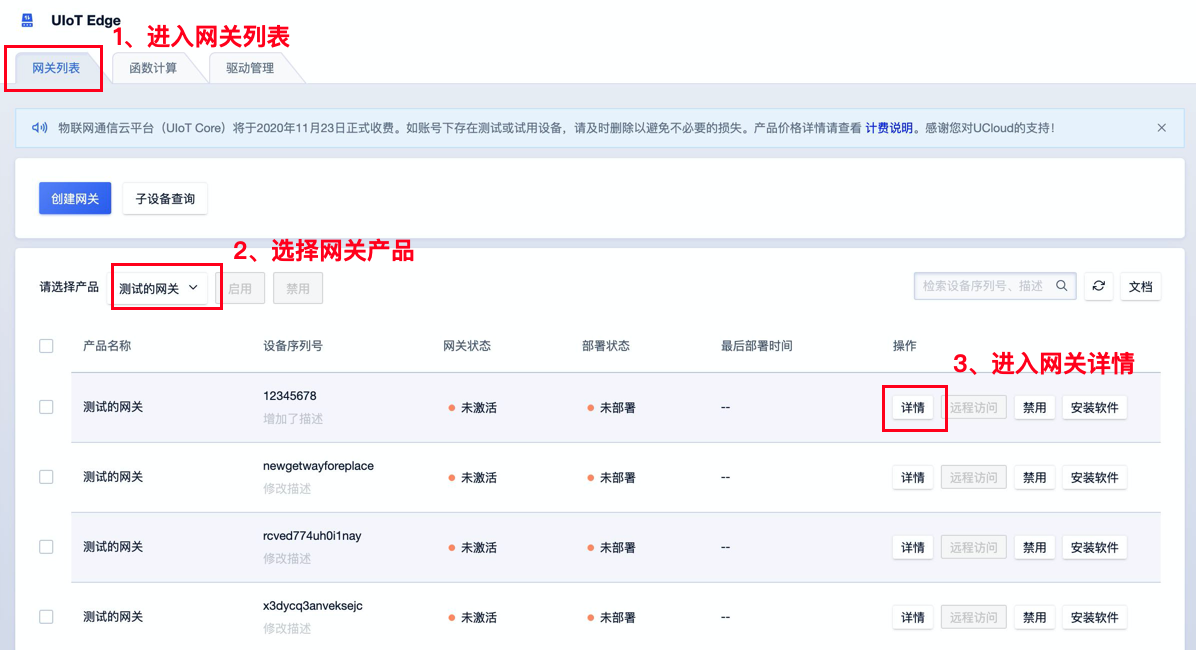 UIoT Edge
1、进入网关列表
网关列表 函数计算 驱动管理
物联网通信云平台（UIoT Core）将于2020年11月23日正式收费。如账号下存在测试或试用设备，请及时删除以避免不必要的损失。产品价格详情请查看 计费说明。感谢您对UCloud的支持！
创建网关 子设备查询
2、选择网关产品
请选择产品 测试的网关 启用 禁用 检索设备序列号、描述 文档
产品名称 设备序列号 网关状态 部署状态 最后部署时间 操作
3、进入网关详情
测试的网关 12345678 未激活 未部署 -- 详情 远程访问 禁用 安装软件
增加了描述
测试的网关 newgetwayforeplace 未激活 未部署 -- 详情 远程访问 禁用 安装软件
修改描述
测试的网关 rcved774uh0i1nay 未激活 未部署 -- 详情 远程访问 禁用 安装软件
修改描述
测试的网关 x3dycq3anveksejc 未激活 未部署 -- 详情 远程访问 禁用 安装软件
修改描述